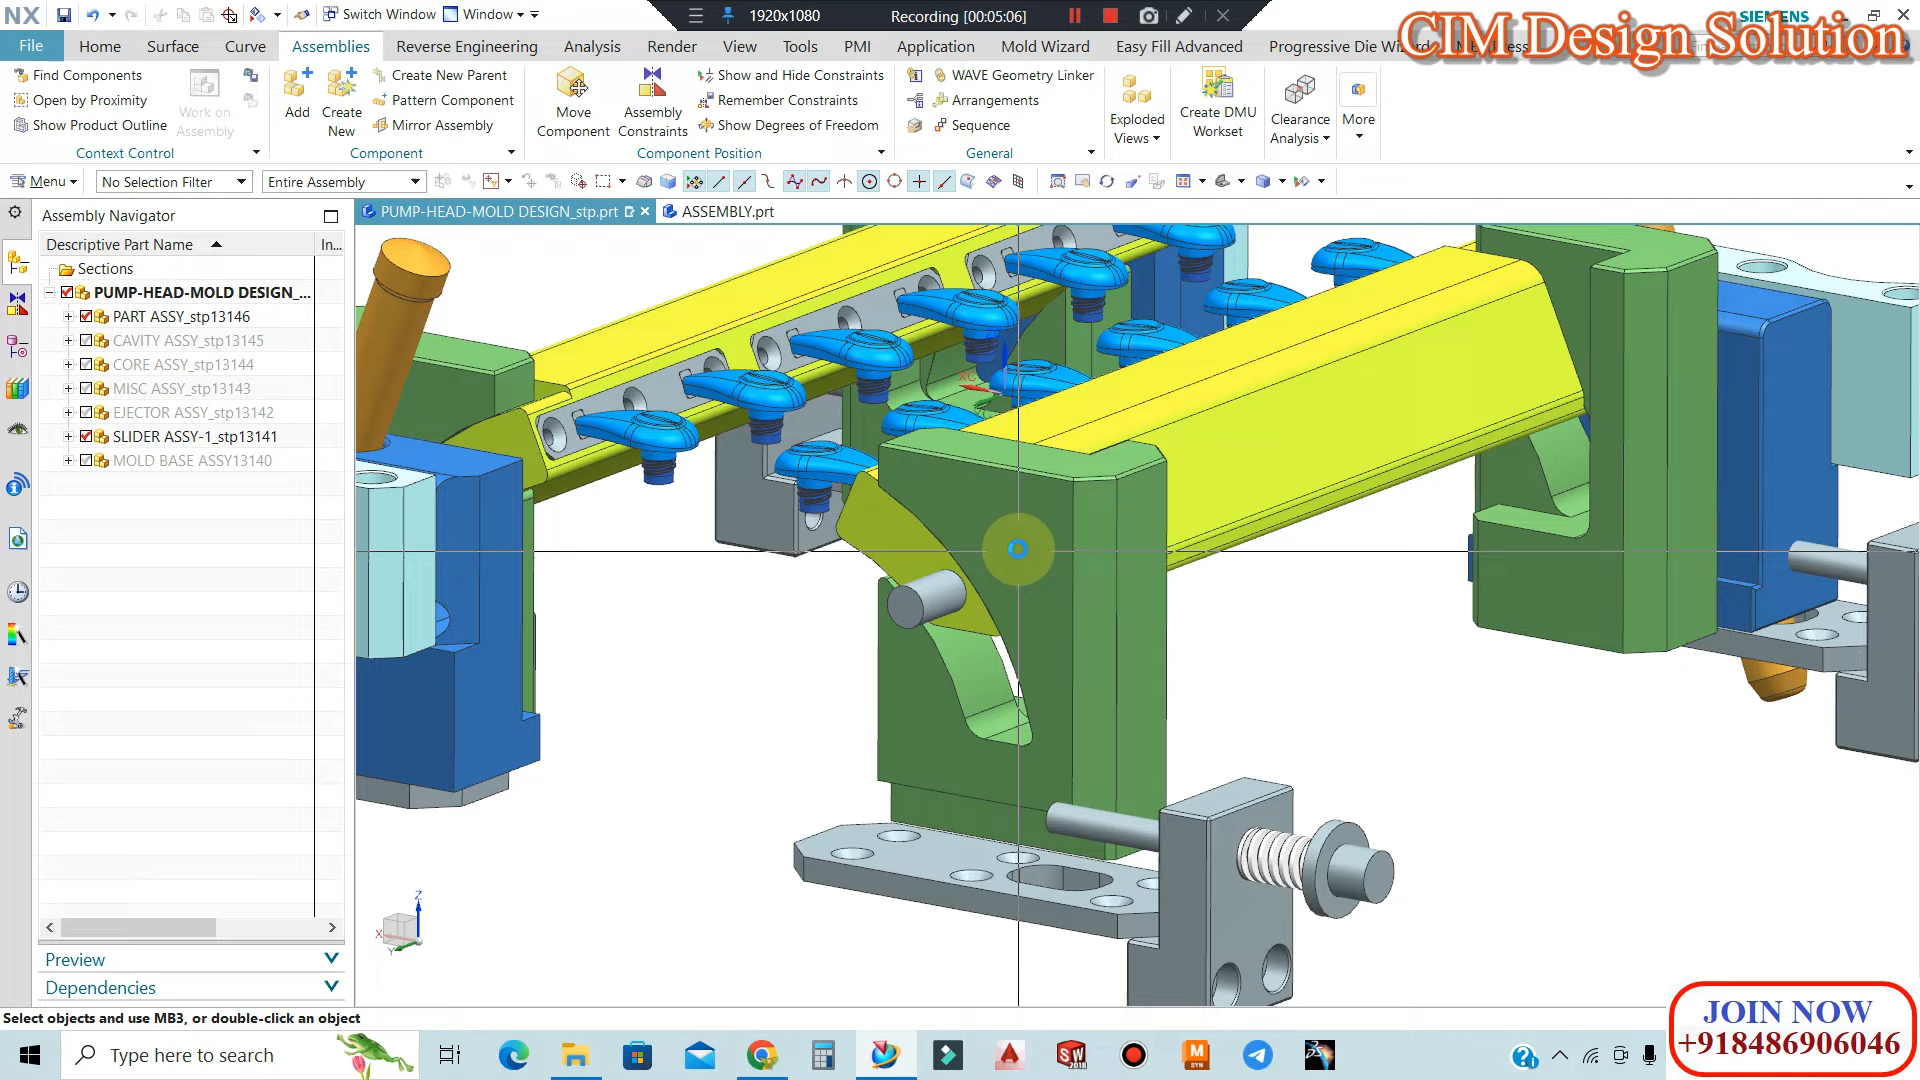 NX
Switch Window
Window
1920x1080
Recording [00:05:06]
SIEMENS
CIM Design Solution
File
Home
Surface
Curve
Assemblies
Reverse Engineering
Analysis
Render
View
Tools
PMI
Application
Mold Wizard
Easy Fill Advanced
Progressive Die Wizard
Find Components
Open by Proximity
Show Product Outline
Work on
Assembly
Context Control
Add
Create
New
Create New Parent
Pattern Component
Mirror Assembly
Component
Move
Component
Assembly
Constraints
Show and Hide Constraints
Remember Constraints
Show Degrees of Freedom
Component Position
WAVE Geometry Linker
Arrangements
Sequence
General
Exploded
Views
Create DMU
Workset
Clearance
Analysis
More
Menu
No Selection Filter
Entire Assembly
Assembly Navigator
PUMP-HEAD-MOLD DESIGN_stp.prt
ASSEMBLY.prt
Descriptive Part Name
In...
Sections
PUMP-HEAD-MOLD DESIGN_...
PART ASSY_stp13146
CAVITY ASSY_stp13145
CORE ASSY_stp13144
MISC ASSY_stp13143
EJECTOR ASSY_stp13142
SLIDER ASSY-1_stp13141
MOLD BASE ASSY13140
XC
Z
X
Y
Preview
Dependencies
Select objects and use MB3, or double-click an object
Type here to search
JOIN NOW
+918486906046